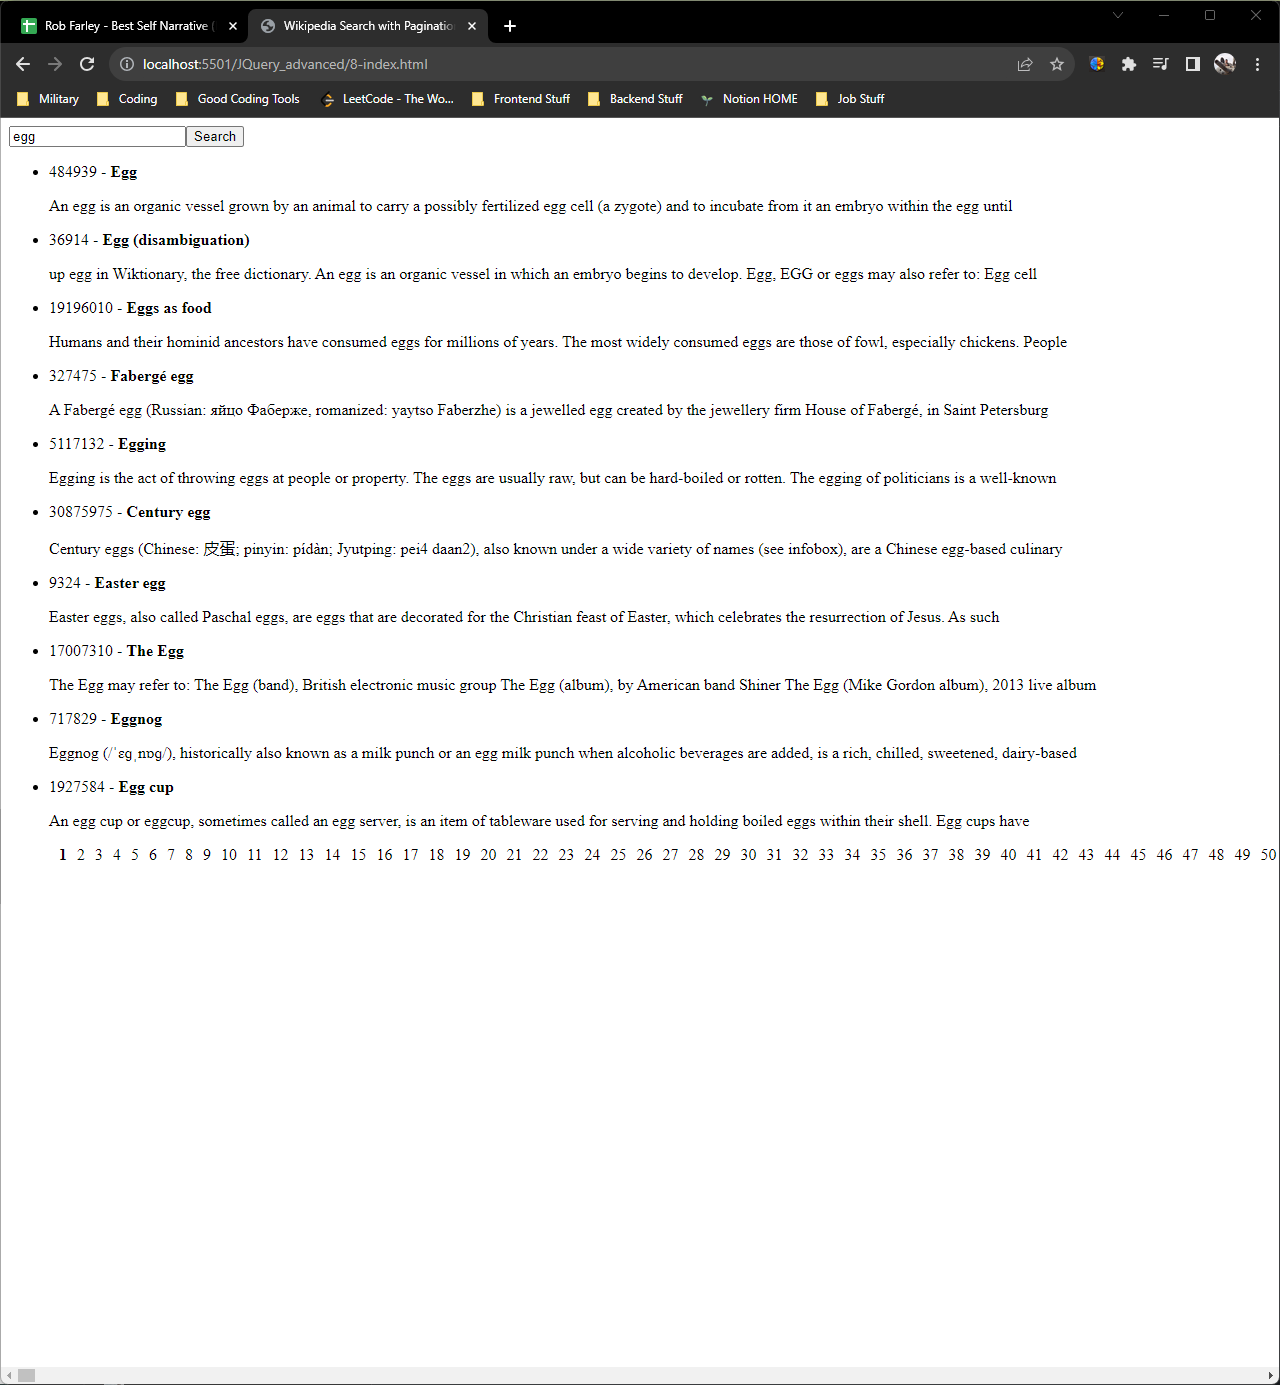 Rob Farley - Best Self Narrative (
Wikipedia Search with Paginatio
localhost:5501/JQuery_advanced/8-index.html
Military Coding Good Coding Tools LeetCode - The Wo... Frontend Stuff Backend Stuff Notion HOME Job Stuff
egg Search
484939 - Egg
An egg is an organic vessel grown by an animal to carry a possibly fertilized egg cell (a zygote) and to incubate from it an embryo within the egg until
36914 - Egg (disambiguation)
up egg in Wiktionary, the free dictionary. An egg is an organic vessel in which an embryo begins to develop. Egg, EGG or eggs may also refer to: Egg cell
19196010 - Eggs as food
Humans and their hominid ancestors have consumed eggs for millions of years. The most widely consumed eggs are those of fowl, especially chickens. People
327475 - Fabergé egg
A Fabergé egg (Russian: яйцо Фаберже, romanized: yaytso Faberzhe) is a jewelled egg created by the jewellery firm House of Fabergé, in Saint Petersburg
5117132 - Egging
Egging is the act of throwing eggs at people or property. The eggs are usually raw, but can be hard-boiled or rotten. The egging of politicians is a well-known
30875975 - Century egg
Century eggs (Chinese: 皮蛋; pinyin: pídàn; Jyutping: pei4 daan2), also known under a wide variety of names (see infobox), are a Chinese egg-based culinary
9324 - Easter egg
Easter eggs, also called Paschal eggs, are eggs that are decorated for the Christian feast of Easter, which celebrates the resurrection of Jesus. As such
17007310 - The Egg
The Egg may refer to: The Egg (band), British electronic music group The Egg (album), by American band Shiner The Egg (Mike Gordon album), 2013 live album
717829 - Eggnog
Eggnog (/ˈɛɡˌnɒɡ/), historically also known as a milk punch or an egg milk punch when alcoholic beverages are added, is a rich, chilled, sweetened, dairy-based
1927584 - Egg cup
An egg cup or eggcup, sometimes called an egg server, is an item of tableware used for serving and holding boiled eggs within their shell. Egg cups have
1 2 3 4 5 6 7 8 9 10 11 12 13 14 15 16 17 18 19 20 21 22 23 24 25 26 27 28 29 30 31 32 33 34 35 36 37 38 39 40 41 42 43 44 45 46 47 48 49 50